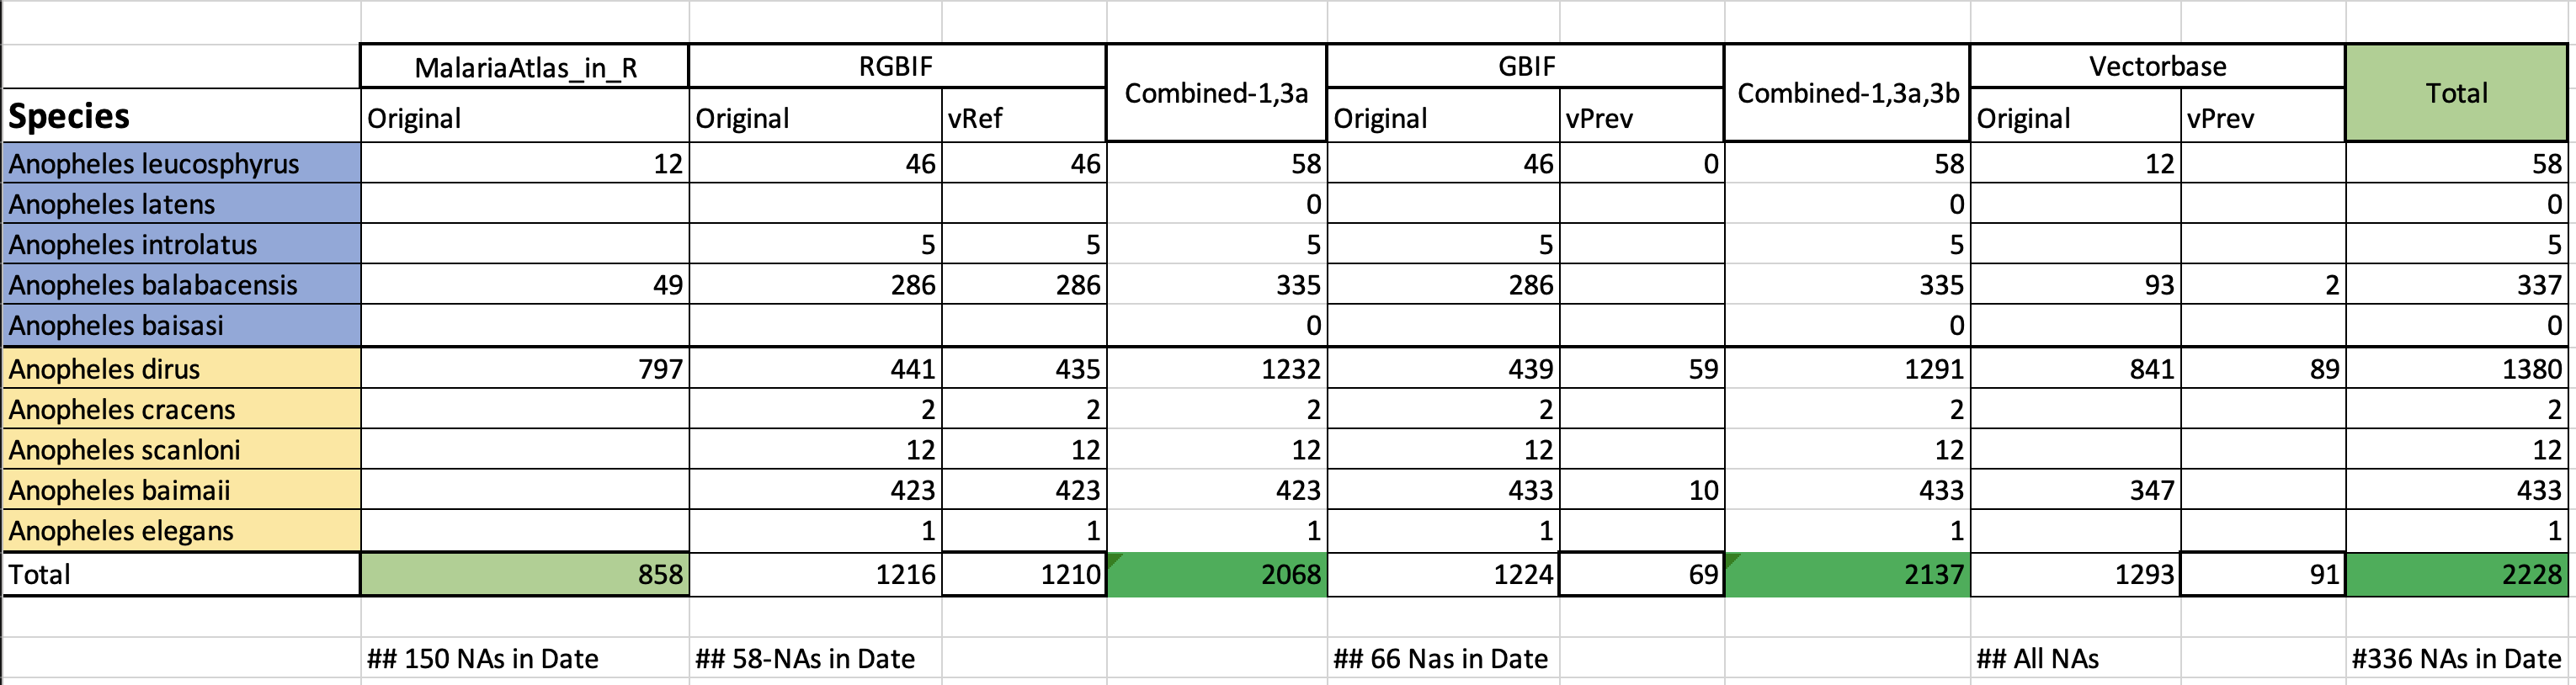 MalariaAtlas_in_R RGBIF Combined-1,3a GBIF Combined-1,3a,3b Vectorbase Total
Species Original Original vRef Original vPrev Original vPrev
Anopheles leucosphyrus 12 46 46 58 46 0 58 12 58
Anopheles latens 0 0 0
Anopheles introlatus 5 5 5 5 5 5
Anopheles balabacensis 49 286 286 335 286 335 93 2 337
Anopheles baisasi 0 0 0
Anopheles dirus 797 441 435 1232 439 59 1291 841 89 1380
Anopheles cracens 2 2 2 2 2 2
Anopheles scanloni 12 12 12 12 12 12
Anopheles baimaii 423 423 423 433 10 433 347 433
Anopheles elegans 1 1 1 1 1 1
Total 858 1216 1210 2068 1224 69 2137 1293 91 2228
## 150 NAs in Date ## 58-NAs in Date ## 66 Nas in Date ## All NAs #336 NAs in Date